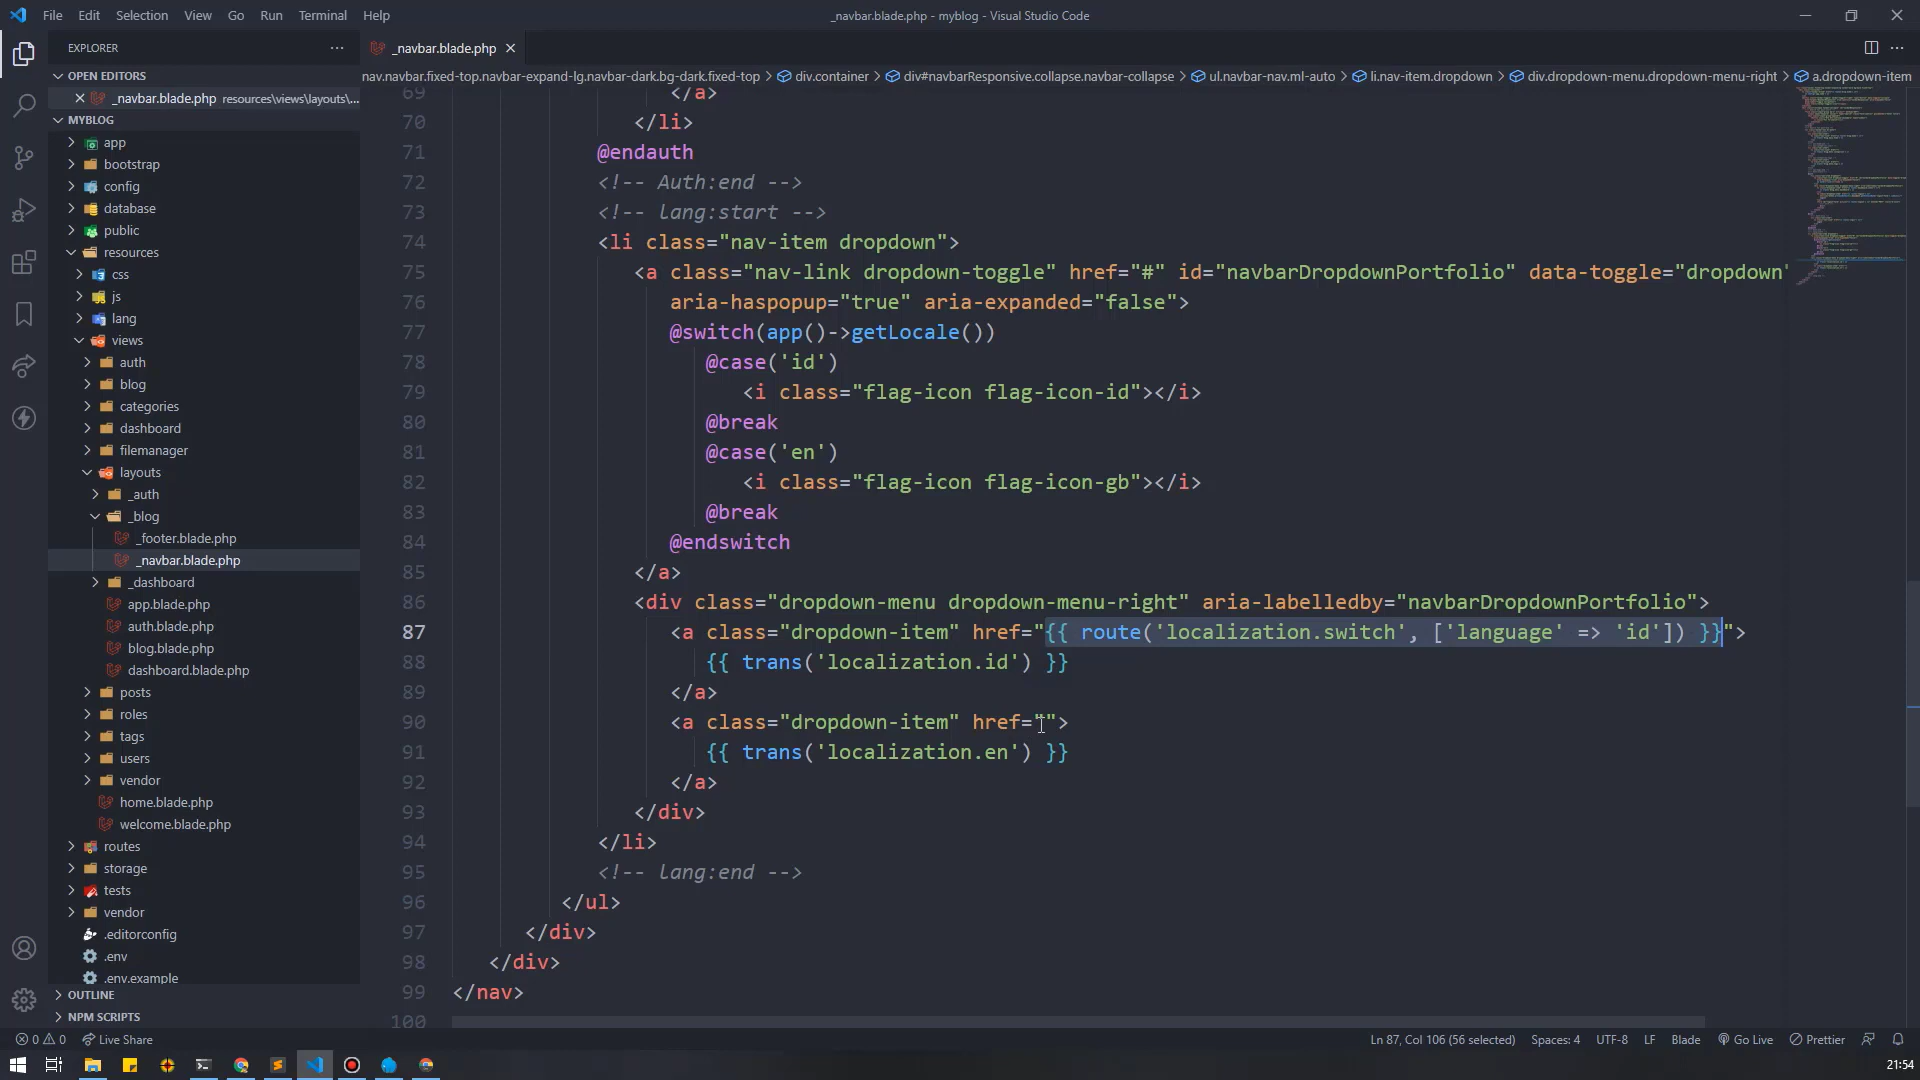 File Edit Selection View Go Run Terminal Help
_navbar.blade.php - myblog - Visual Studio Code
EXPLORER
_navbar.blade.php
OPEN EDITORS
_navbar.blade.php resources\views\layouts\...
nav.navbar.fixed-top.navbar-expand-lg.navbar-dark.bg-dark.fixed-top > div.container > div#navbarResponsive.collapse.navbar-collapse > ul.navbar-nav.ml-auto > li.nav-item.dropdown > div.dropdown-menu.dropdown-menu-right > a.dropdown-item
MYBLOG
app
bootstrap
config
database
public
resources
css
js
lang
views
auth
blog
categories
dashboard
filemanager
layouts
_auth
_blog
_footer.blade.php
_navbar.blade.php
_dashboard
app.blade.php
auth.blade.php
blog.blade.php
dashboard.blade.php
posts
roles
tags
users
vendor
home.blade.php
welcome.blade.php
routes
storage
tests
vendor
.editorconfig
.env
.env.example
OUTLINE
NPM SCRIPTS
69 </a>
70 </li>
71 @endauth
72 <!-- Auth:end -->
73 <!-- lang:start -->
74 <li class="nav-item dropdown">
75 <a class="nav-link dropdown-toggle" href="#" id="navbarDropdownPortfolio" data-toggle="dropdown"
76 aria-haspopup="true" aria-expanded="false">
77 @switch(app()->getLocale())
78 @case('id')
79 <i class="flag-icon flag-icon-id"></i>
80 @break
81 @case('en')
82 <i class="flag-icon flag-icon-gb"></i>
83 @break
84 @endswitch
85 </a>
86 <div class="dropdown-menu dropdown-menu-right" aria-labelledby="navbarDropdownPortfolio">
87 <a class="dropdown-item" href="{{ route('localization.switch', ['language' => 'id']) }}">
88 {{ trans('localization.id') }}
89 </a>
90 <a class="dropdown-item" href="">
91 {{ trans('localization.en') }}
92 </a>
93 </div>
94 </li>
95 <!-- lang:end -->
96 </ul>
97 </div>
98 </div>
99 </nav>
100
0 0 Live Share
Ln 87, Col 106 (56 selected) Spaces: 4 UTF-8 LF Blade Go Live Prettier
21:54